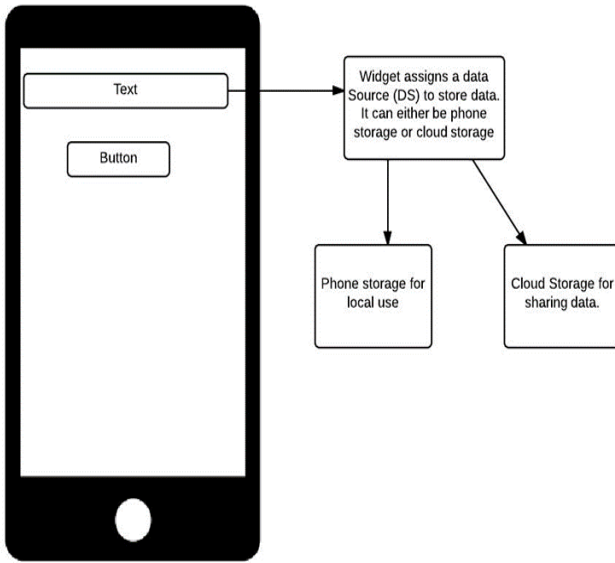 Text
Button
Widget assigns a data
Source (DS) to store data.
It can either be phone
storage or cloud storage
Phone storage for
local use
Cloud Storage for
sharing data.